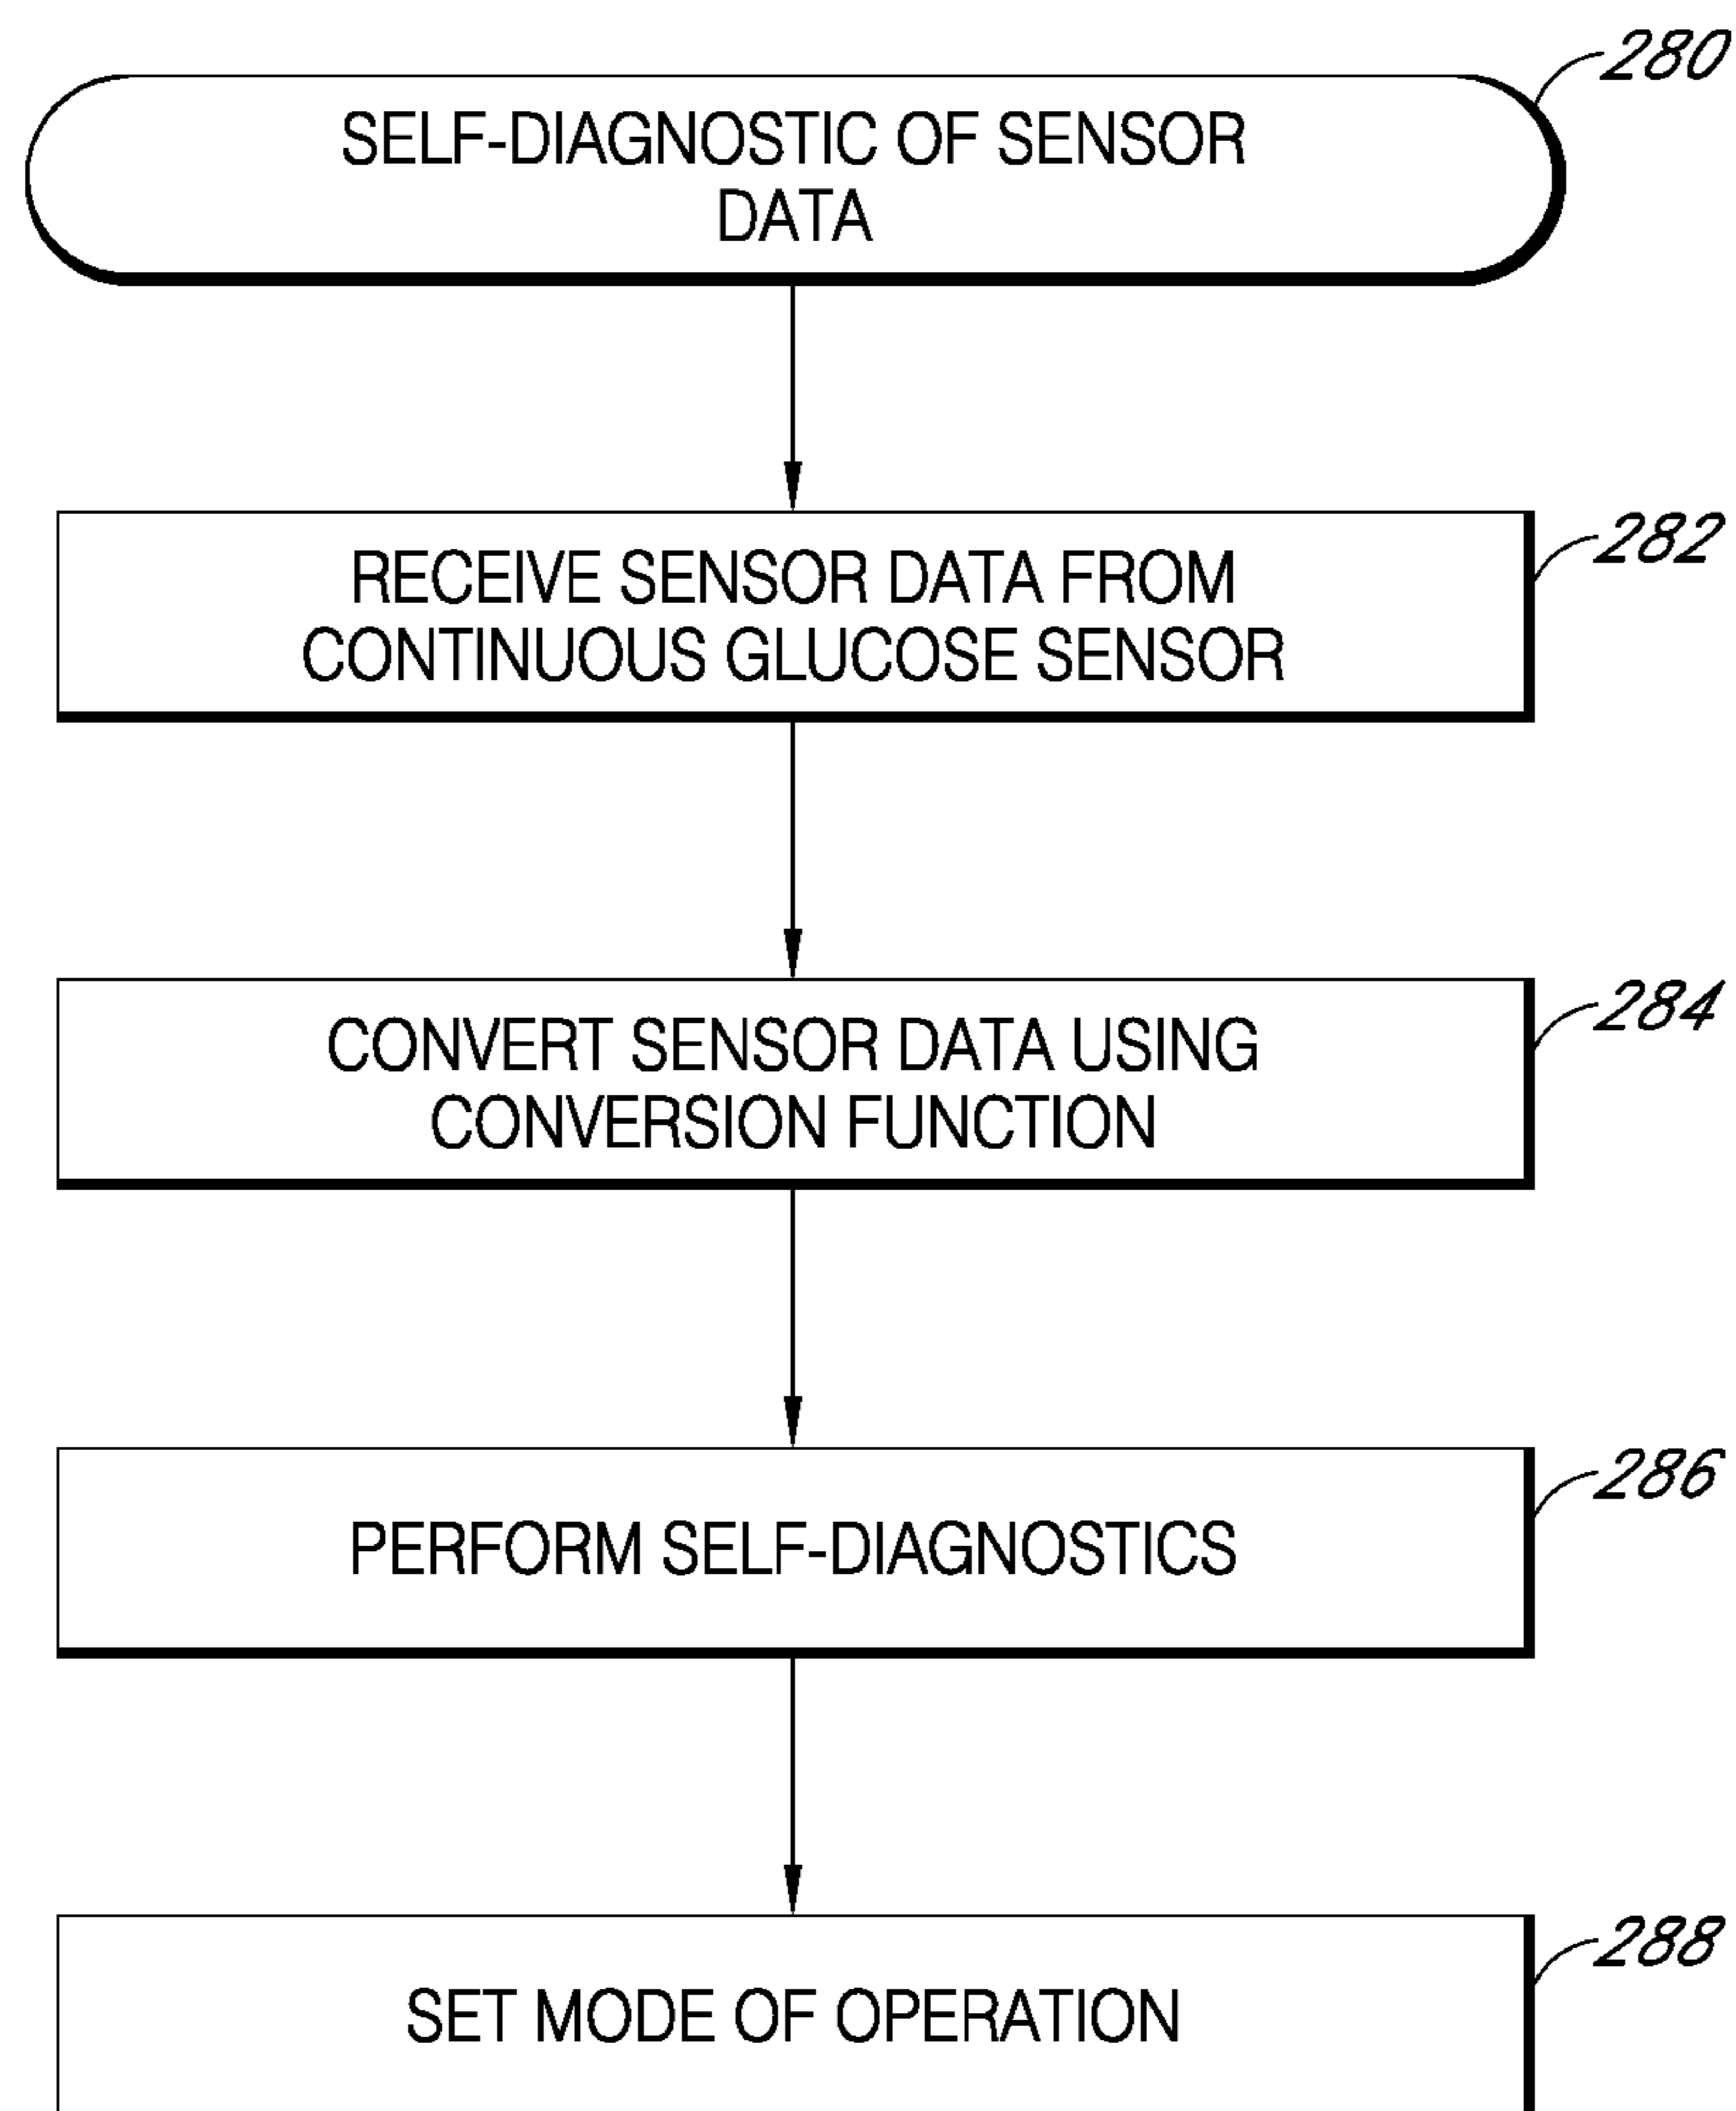 280
SELF-DIAGNOSTIC OF SENSOR
DATA
282
RECEIVE SENSOR DATA FROM
CONTINUOUS GLUCOSE SENSOR
284
CONVERT SENSOR DATA USING
CONVERSION FUNCTION
286
PERFORM SELF-DIAGNOSTICS
288
SET MODE OF OPERATION